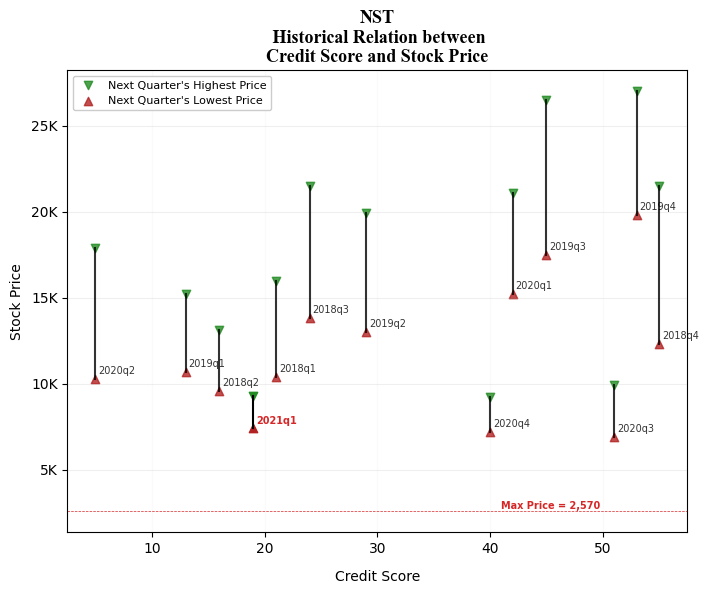 NST
Historical Relation between
Credit Score and Stock Price
Next Quarter's Highest Price
Next Quarter's Lowest Price
25K
20K
15K
10K
5K
Stock Price
2019q4
2019q3
2020q1
2018q3
2019q2
2018q4
2020q2
2019q1
2018q2
2018q1
2021q1
2020q4
2020q3
Max Price = 2,570
10
20
30
40
50
Credit Score